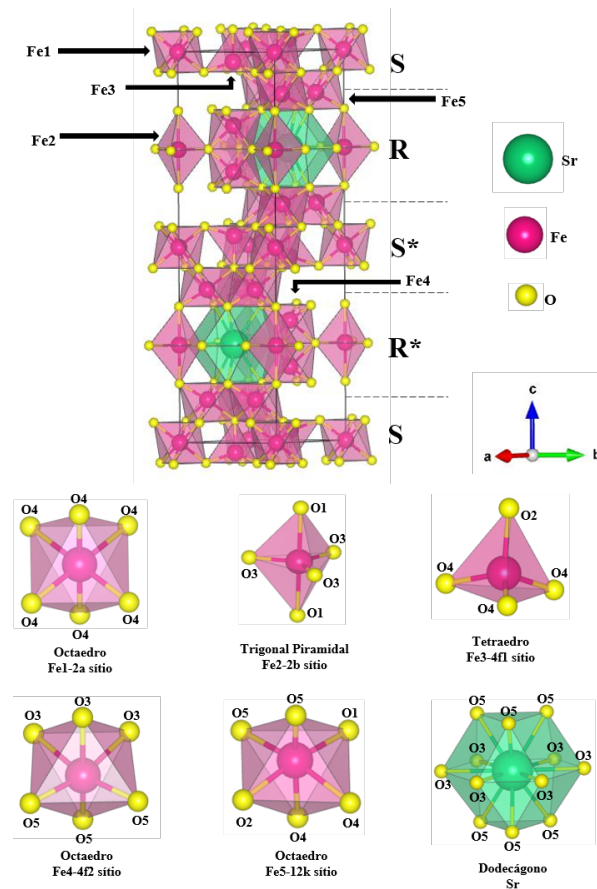 Fe1
S
Fe3
Fe5
Fe2
R
Sr
Fe
S*
Fe4
O
R*
c
a
b
S
O4
O4
O4
O4
O4
O4
Octaedro
Fe1-2a sítio
O1
O3
O3
O3
O1
Trigonal Piramidal
Fe2-2b sítio
O2
O4
O4
O4
Tetraedro
Fe3-4f1 sítio
O3
O3
O3
O5
O5
O5
Octaedro
Fe4-4f2 sítio
O5
O5
O1
O2
O4
O4
Octaedro
Fe5-12k sítio
O5
O5
O5
O3
O3
O3
O3
O3
O3
O5
O5
O5
Dodecágono
Sr